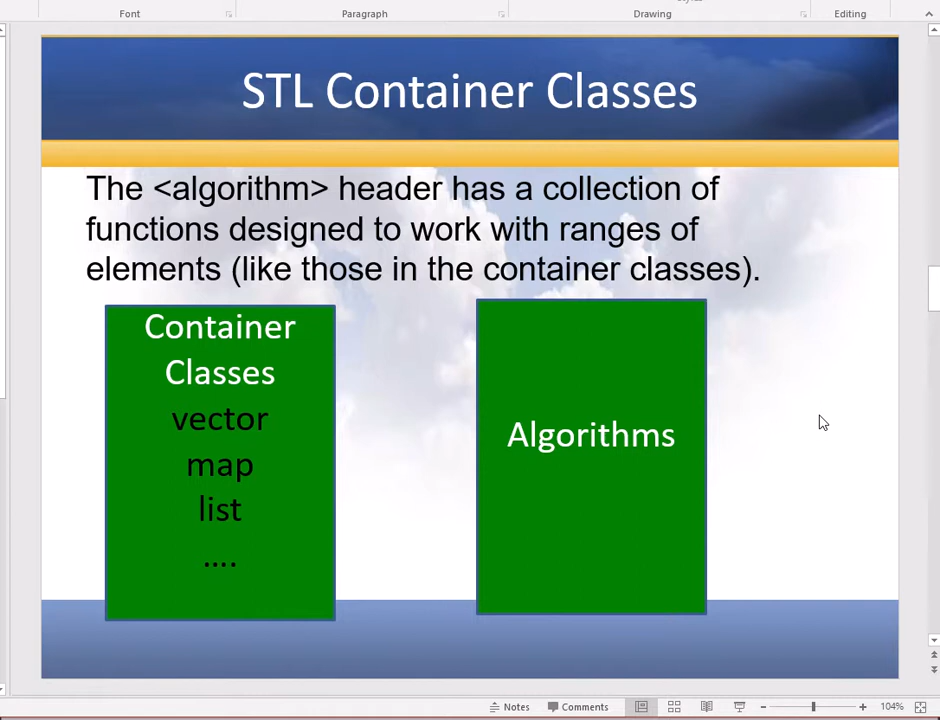 Font Paragraph Drawing Editing
STL Container Classes
The <algorithm> header has a collection of
functions designed to work with ranges of
elements (like those in the container classes).
Container
Classes
vector
map
list
....
Algorithms
Notes Comments 104%